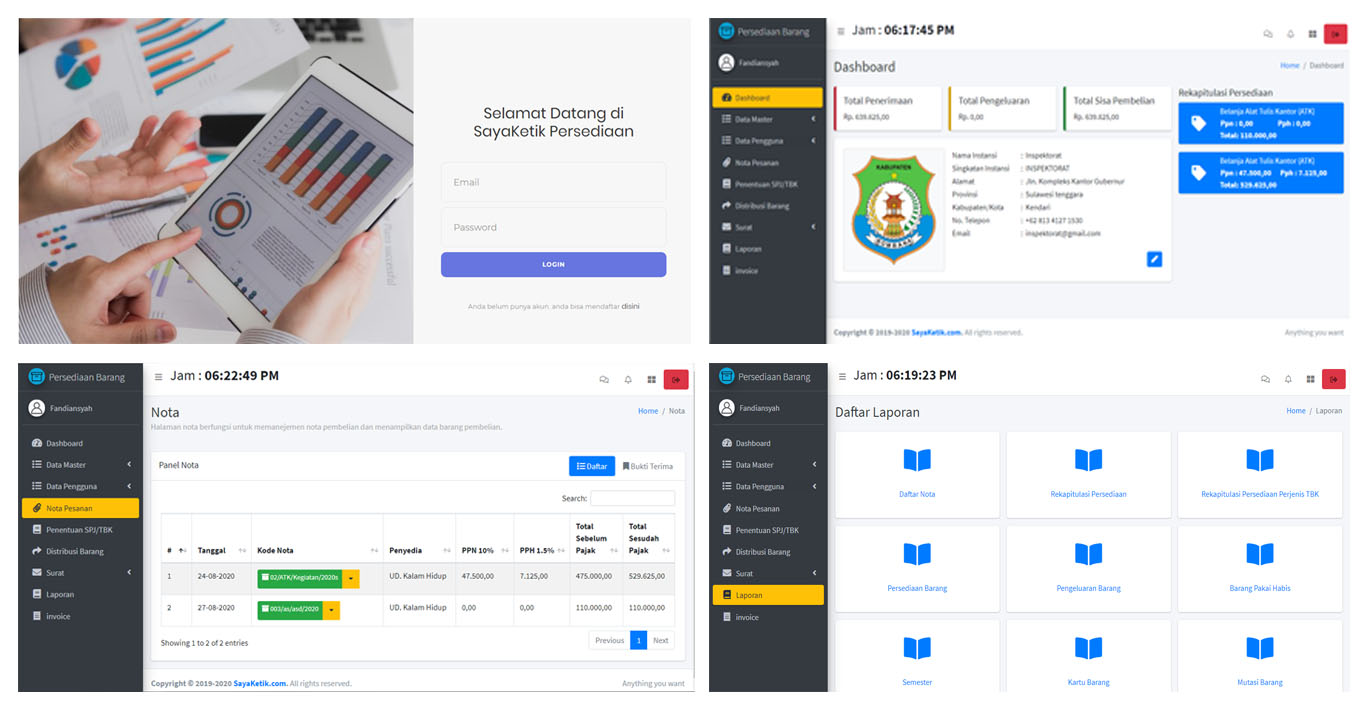 Selamat Datang di
SayaKetik Persediaan
Email
Password
LOGIN
Anda belum punya akun, anda bisa mendaftar disini
Persediaan Barang
Jam : 06:17:45 PM
Fandiansyah
Dashboard
Home / Dashboard
Dashboard
Data Master
Data Pengguna
Nota Pesanan
Penentuan SPJ/TBK
Distribusi Barang
Surat
Laporan
invoice
Total Penerimaan
Rp. 639.625,00
Total Pengeluaran
Rp. 0,00
Total Sisa Pembelian
Rp. 639.625,00
Rekapitulasi Persediaan
Belanja Alat Tulis Kantor (ATK)
Ppn : 0,00 Pph : 0,00
Total: 110.000,00
Belanja Alat Tulis Kantor (ATK)
Ppn : 47.500,00 Pph : 7.125,00
Total: 529.625,00
KABUPATEN
Nama Instansi : Inspektorat
Singkatan Instansi : INSPEKTORAT
Alamat : Jln. Kompleks Kantor Gubernur
Provinsi : Sulawesi tenggara
Kabupaten/Kota : Kendari
No. Telepon : +62 813 4127 1530
Email : inspektorat@gmail.com
Copyright © 2019-2020 SayaKetik.com. All rights reserved.
Anything you want
Persediaan Barang
Jam : 06:22:49 PM
Fandiansyah
Dashboard
Data Master
Data Pengguna
Nota Pesanan
Penentuan SPJ/TBK
Distribusi Barang
Surat
Laporan
invoice
Nota
Home / Nota
Halaman nota berfungsi untuk memanejemen nota pembelian dan menampilkan data barang pembelian.
Panel Nota
Daftar
Bukti Terima
Search:
# Tanggal Kode Nota Penyedia PPN 10% PPH 1.5% Total Sebelum Pajak Total Sesudah Pajak
1 24-08-2020 02/ATK/Kegiatan/2020s UD. Kalam Hidup 47.500,00 7.125,00 475.000,00 529.625,00
2 27-08-2020 003/as/asd/2020 UD. Kalam Hidup 0,00 0,00 110.000,00 110.000,00
Showing 1 to 2 of 2 entries
Previous 1 Next
Copyright © 2019-2020 SayaKetik.com. All rights reserved.
Anything you want
Persediaan Barang
Jam : 06:19:23 PM
Fandiansyah
Dashboard
Data Master
Data Pengguna
Nota Pesanan
Penentuan SPJ/TBK
Distribusi Barang
Surat
Laporan
invoice
Daftar Laporan
Home / Laporan
Daftar Nota
Rekapitulasi Persediaan
Rekapitulasi Persediaan Perjenis TBK
Persediaan Barang
Pengeluaran Barang
Barang Pakai Habis
Semester
Kartu Barang
Mutasi Barang